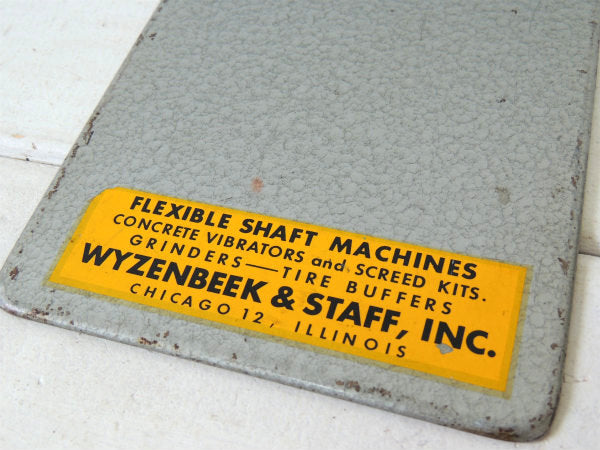 FLEXIBLE SHAFT MACHINES
CONCRETE VIBRATORS and SCREED KITS.
GRINDERS—TIRE BUFFERS
WYZENBEEK & STAFF, INC.
CHICAGO 12, ILLINOIS